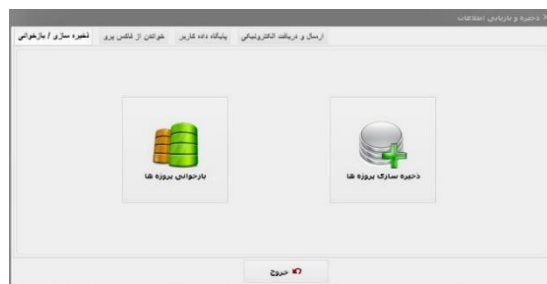 ذخیره و بازیابی اطلاعات
ذخیره سازی / بازخوانی
خواندن از فاکس پرو
پایگاه داده کاربر
ارسال و دریافت الکترونیکی
ذخیره سازی پروژه ها
بازخوانی پروژه ها
خروج